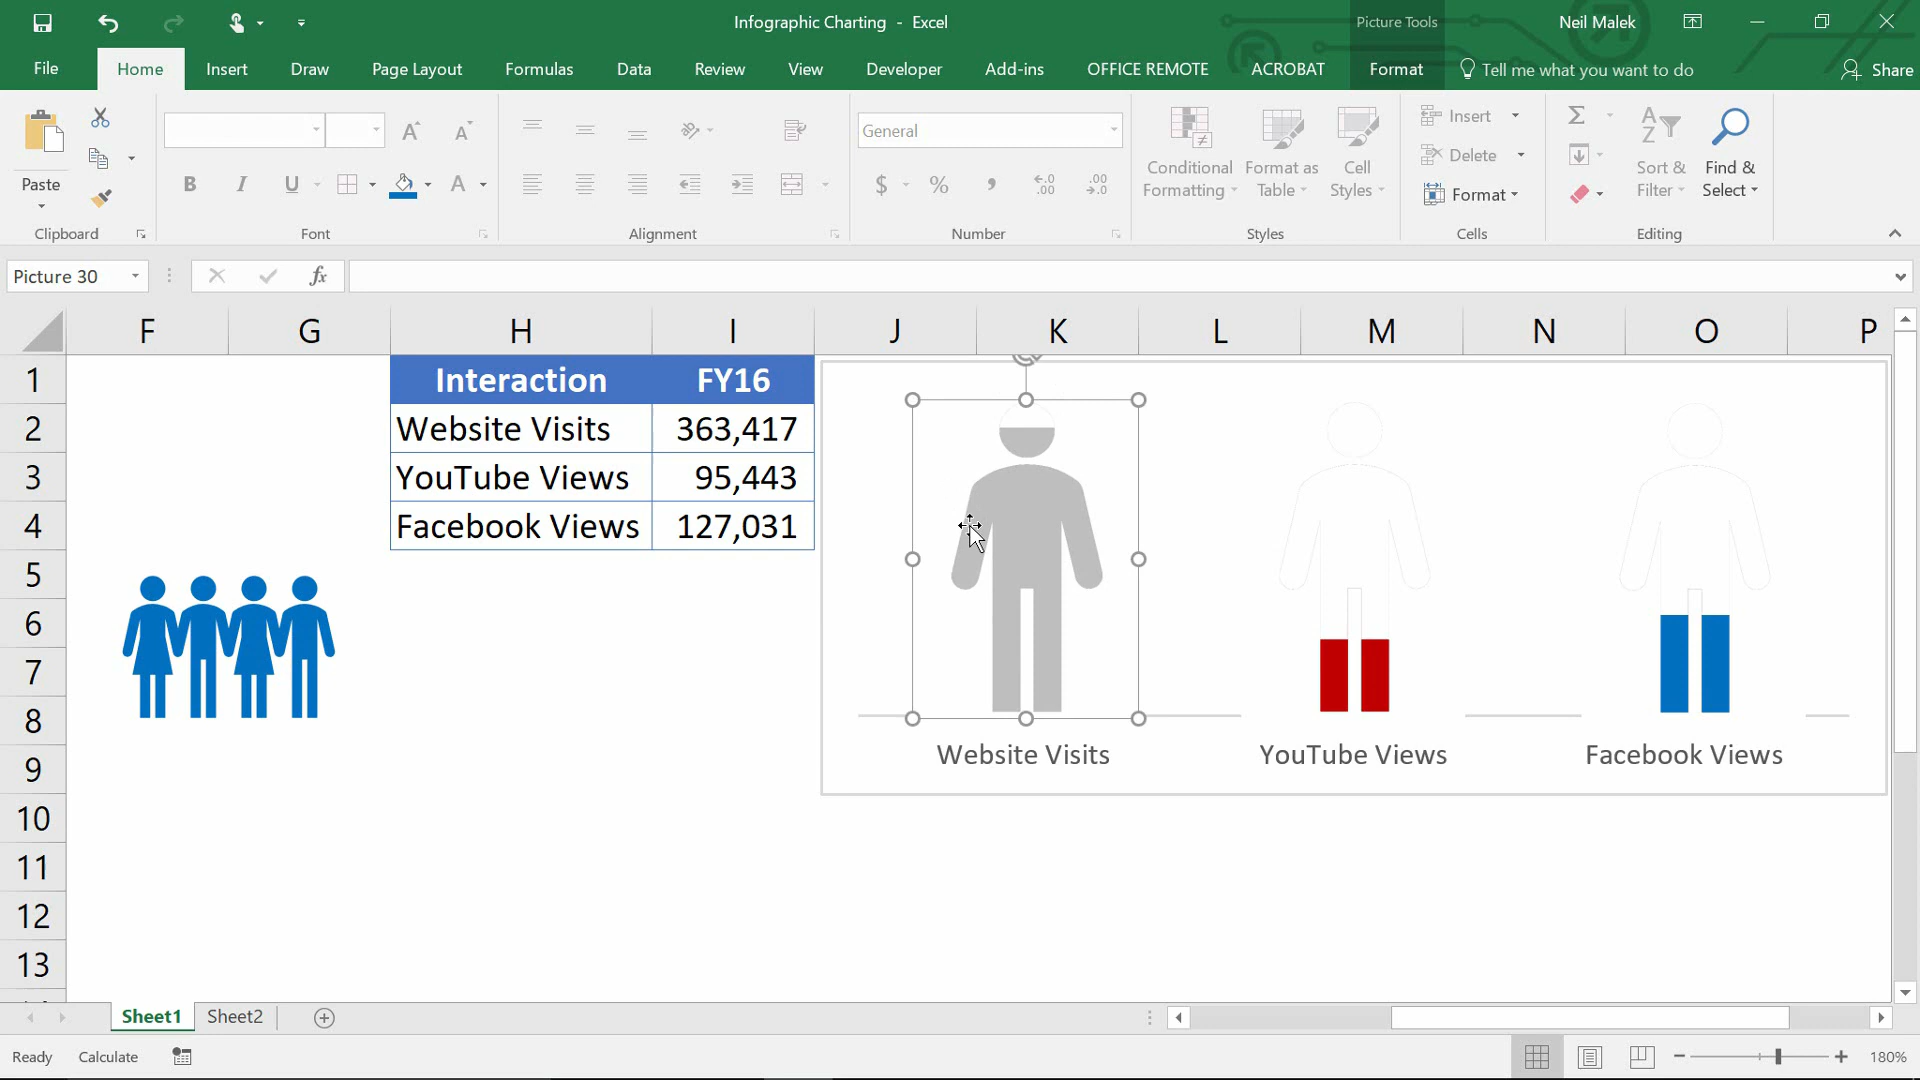 Infographic Charting - Excel
Picture Tools
Neil Malek
File Home Insert Draw Page Layout Formulas Data Review View Developer Add-ins OFFICE REMOTE ACROBAT Format Tell me what you want to do Share
Paste
Clipboard
B I U A
Font
Alignment
General
$ % , .00
Number
Conditional Formatting
Format as Table
Cell Styles
Styles
Insert
Delete
Format
Cells
Sort & Filter
Find & Select
Editing
Picture 30
fx
F G H I J K L M N O P
1 Interaction FY16
2 Website Visits 363,417
3 YouTube Views 95,443
4 Facebook Views 127,031
5
6
7
8
9
10
11
12
13
Website Visits YouTube Views Facebook Views
Sheet1 Sheet2
Ready Calculate
180%